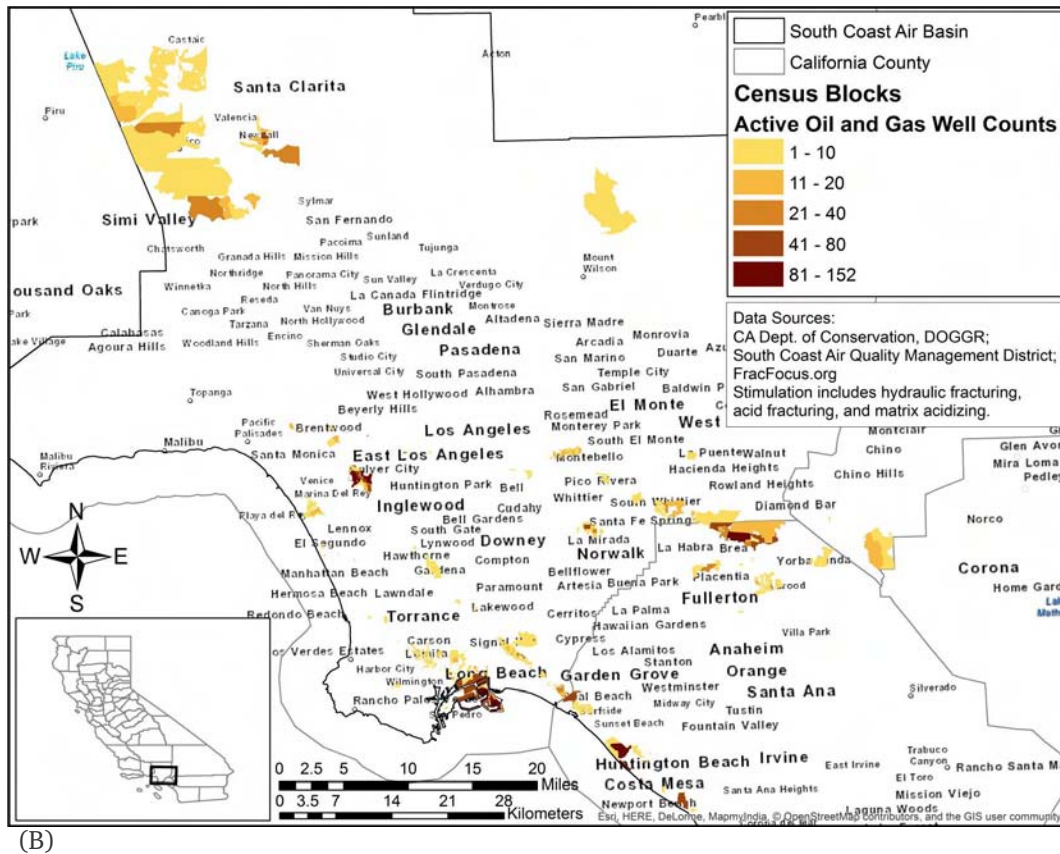 Castaic
Lake
Piru
Piru
Santa Clarita
Valencia
Acton
South Coast Air Basin
California County
Census Blocks
Active Oil and Gas Well Counts
1 - 10
11 - 20
21 - 40
41 - 80
81 - 152
Data Sources:
CA Dept. of Conservation, DOGGR;
South Coast Air Quality Management District;
FracFocus.org
Stimulation includes hydraulic fracturing,
acid fracturing, and matrix acidizing.
Simi Valley
Sylmar
San Fernando
Pacoima
Sunland
Tujunga
Chatsworth
Granada Hills
Mission Hills
Northridge
Panorama City
Sun Valley
La Crescenta
Mount
Wilson
Winnetka
North Hills
Verdugo City
Reseda
La Canada Flintridge
Canoga Park
Van Nuys
Burbank
Montrose
Tarzana
North Hollywood
Altadena
Sierra Madre
Calabasas
Encino
Glendale
Monrovia
Agoura Hills
Woodland Hills
Sherman Oaks
Arcadia
Duarte
Studio City
Pasadena
San Marino
Universal City
South Pasadena
Temple City
Topanga
West Hollywood
Alhambra
San Gabriel
Beverly Hills
Rosemead
El Monte
Pacific
Palisades
Brentwood
Los Angeles
Monterey Park
West
Montclair
Malibu
South El Monte
Chino
Glen Avon
Malibu
Riviera
Santa Monica
East Los Angeles
Montebello
La Puente
Walnut
Mira Loma
Hacienda Heights
Chino Hills
Pedley
Venice
Huntington Park
Bell
Pico Rivera
Rowland Heights
Marina Del Rey
Inglewood
Cudahy
Whittier
South Whittier
Diamond Bar
Playa del Rey
Bell Gardens
Santa Fe Springs
Norco
Lennox
South Gate
Downey
La Mirada
El Segundo
Lynwood
Norwalk
La Habra
Brea
Hawthorne
Compton
Yorba Linda
Gardena
Bellflower
Corona
Manhattan Beach
Paramount
Artesia
Buena Park
Placentia
Hermosa Beach
Lawndale
Fullerton
Redondo Beach
Lakewood
Cerritos
La Palma
Torrance
Hawaiian Gardens
Villa Park
Carson
Cypress
Anaheim
Lomita
Los Alamitos
Harbor City
Stanton
Orange
Long Beach
Garden Grove
Wilmington
Westminster
Santa Ana
Silverado
Midway City
Tustin
Surfside
Sunset Beach
Fountain Valley
Huntington Beach
Irvine
Trabuco
Canyon
East Irvine
Costa Mesa
El Toro
Santa Ana Heights
Mission Viejo
Newport Beach
Laguna Woods
N
W
E
S
0 2.5 5 10 15 20
Miles
0 3.5 7 14 21 28
Kilometers
Esri, HERE, DeLorme, MapmyIndia, © OpenStreetMap contributors, and the GIS user community
(B)